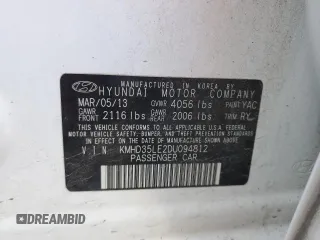 MANUFACTURED IN KOREA BY
HYUNDAI MOTOR COMPANY
MAR/05/13 GVWR 4056 lbs PAINT YAC
GAWR FRONT 2116 lbs GAWR REAR 2006 lbs TRIM RY
THIS VEHICLE CONFORMS TO ALL APPLICABLE U.S.A FEDERAL
MOTOR VEHICLE SAFETY, BUMPER, AND THEFT PREVENTION
STANDARDS IN EFFECT ON THE DATE OF MANUFACTURE SHOWN ABOVE.
V I N : KMHD35LE2DU094812
PASSENGER CAR